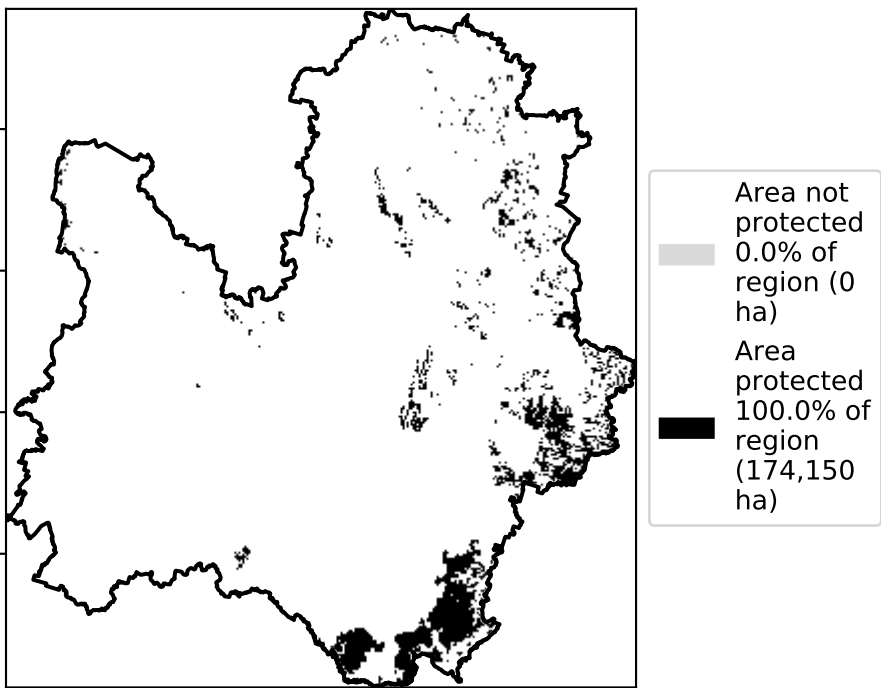 Area not
protected
0.0% of
region (0
ha)
Area
protected
100.0% of
region
(174,150
ha)